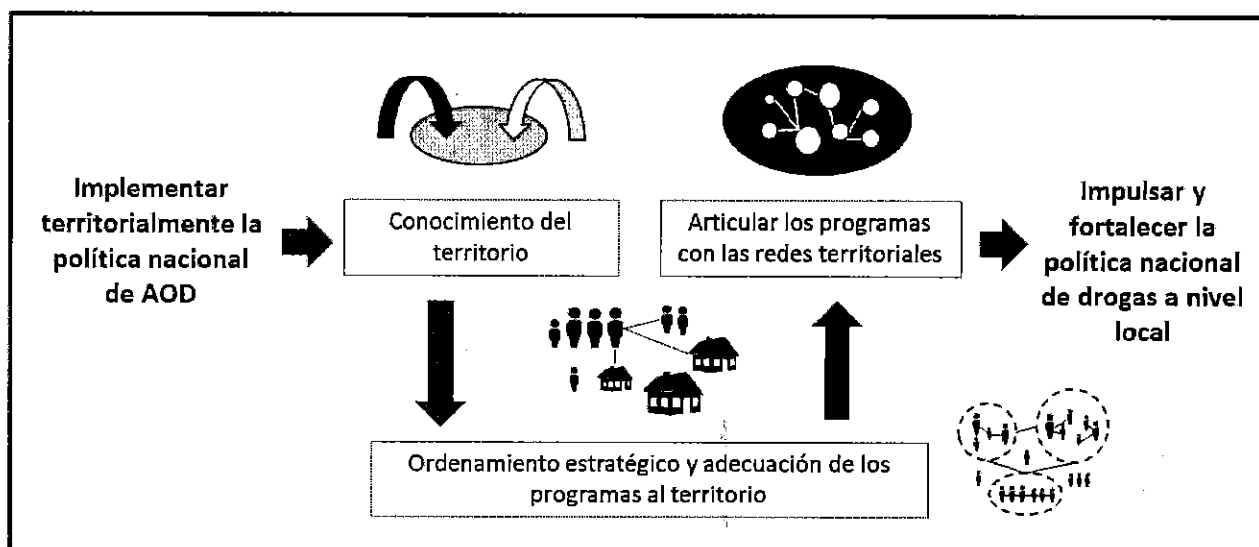 Implementar
territorialmente la
política nacional
de AOD
Conocimiento del
territorio
Articular los programas
con las redes territoriales
Impulsar y
fortalecer la
política nacional
de drogas a nivel
local
Ordenamiento estratégico y adecuación de los
programas al territorio